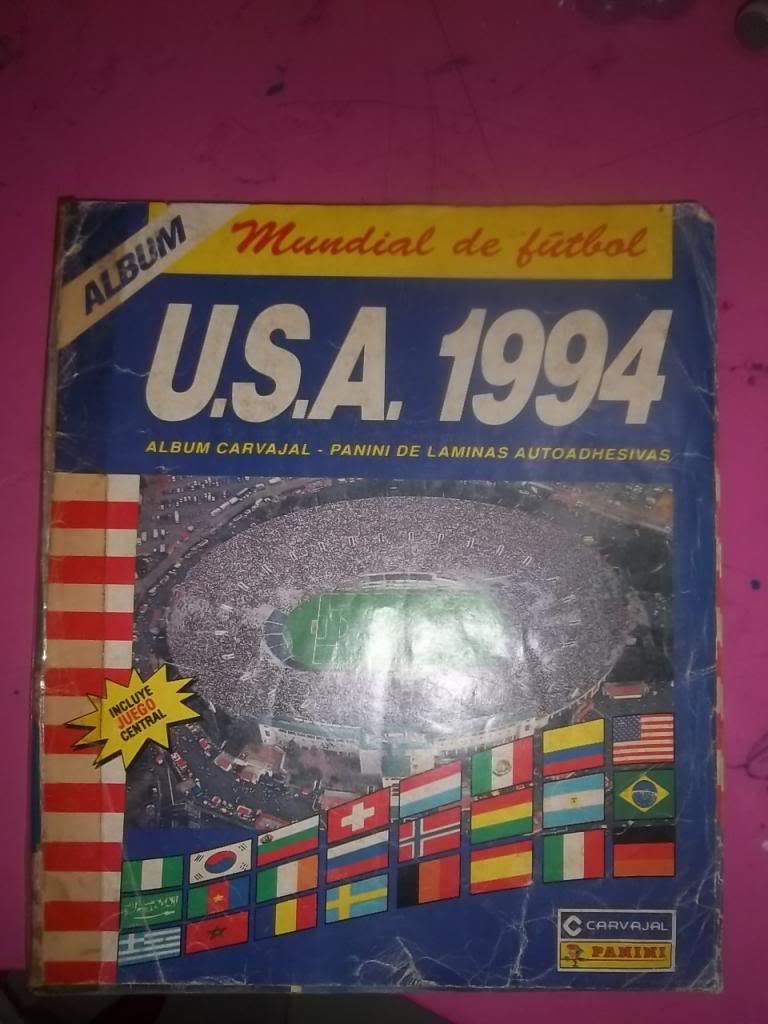 ALBUM
Mundial de fútbol
U.S.A. 1994
ALBUM CARVAJAL - PANINI DE LAMINAS AUTOADHESIVAS
INCLUYE
JUEGO
CENTRAL
CARVAJAL
PANINI